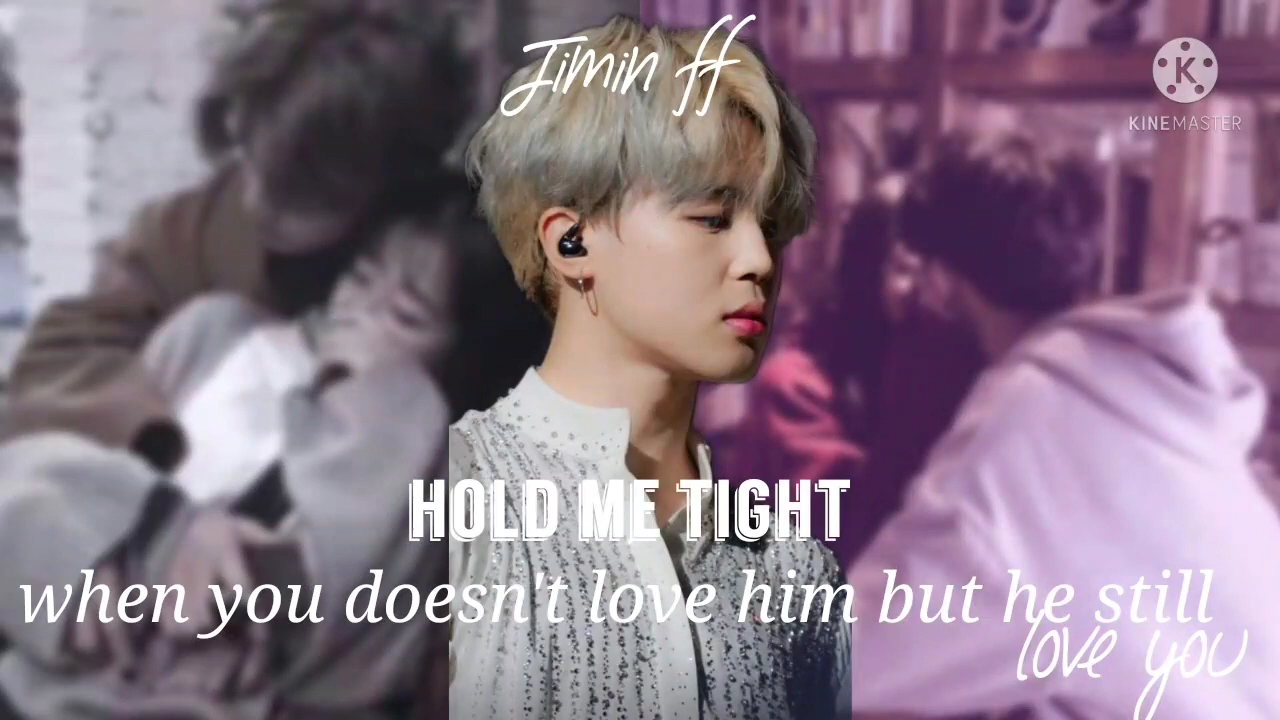 Jimin ff
K
KINEMASTER
HOLD ME TIGHT
when you doesn't love him but he still
love you